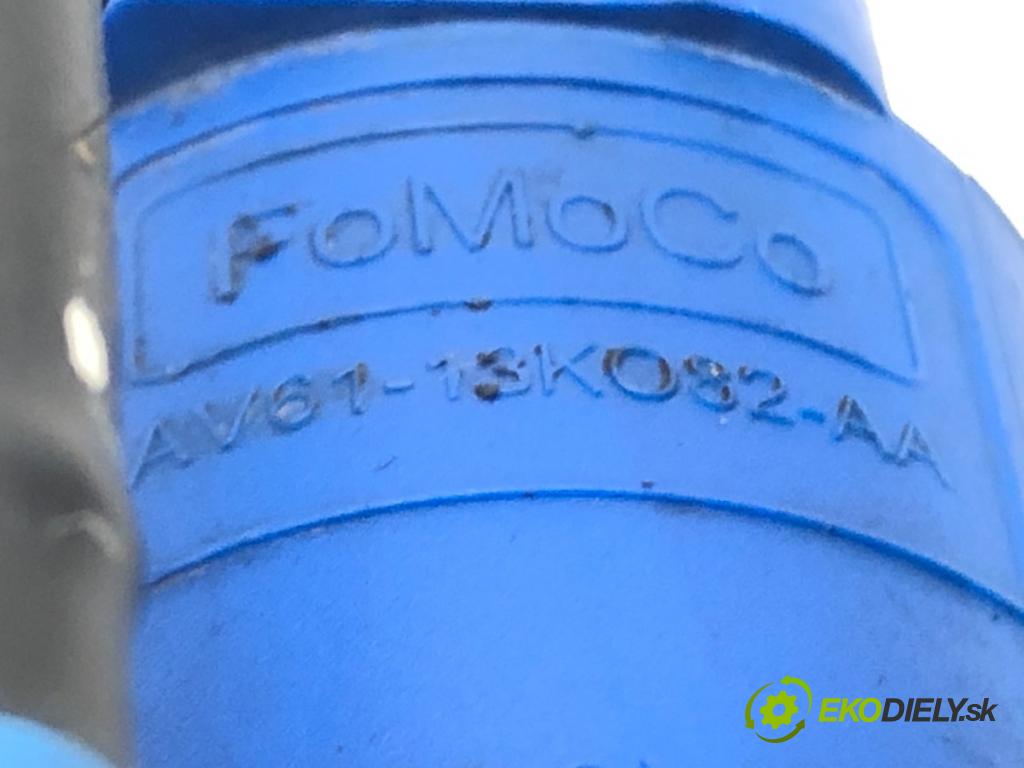 FoMoCo
AV61-13K082-AA
EKODIELY.sk